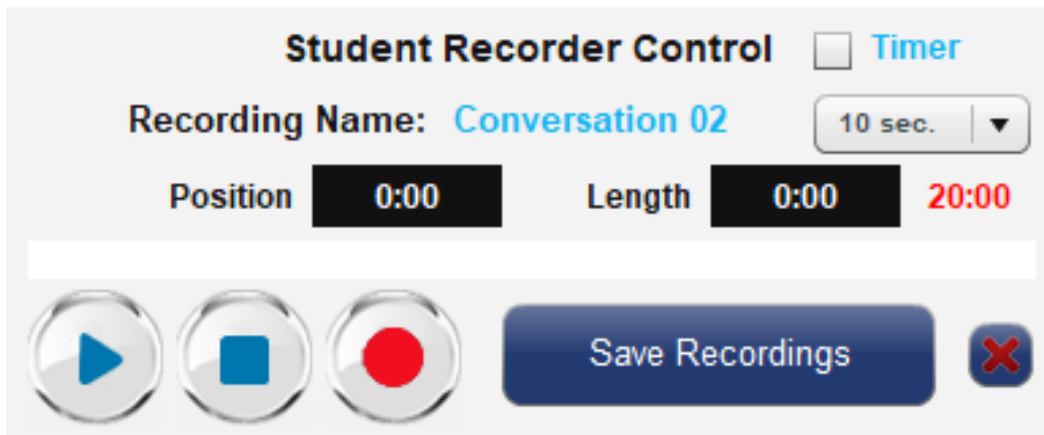 Student Recorder Control Timer
Recording Name: Conversation 02 10 sec.
Position 0:00 Length 0:00 20:00
Save Recordings